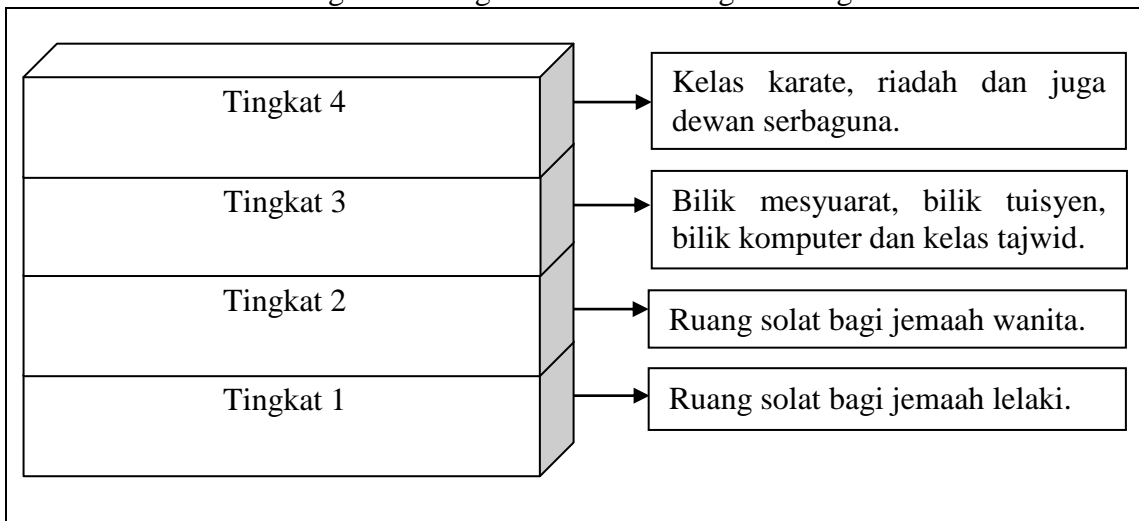 Tingkat 4
Kelas karate, riadah dan juga
dewan serbaguna.
Tingkat 3
Bilik mesyuarat, bilik tuisyen,
bilik komputer dan kelas tajwid.
Tingkat 2
Ruang solat bagi jemaah wanita.
Tingkat 1
Ruang solat bagi jemaah lelaki.